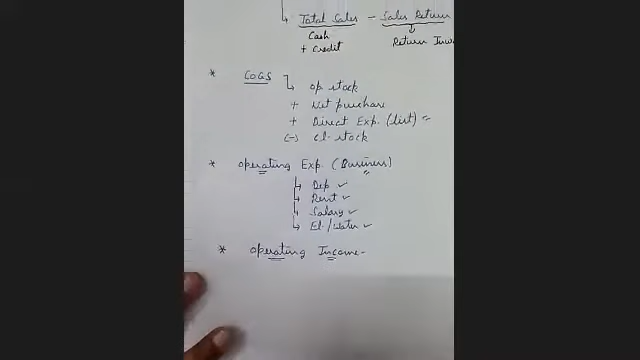 Total Sales - Sales Return
Cash
+ Credit
Return Inw
* COGS
Op stock
+ Net purchase
+ Direct Exp. (list)
(-) Cl. stock
* Operating Exp. (Business)
Dep ✓
Rent ✓
Salary ✓
El./water ✓
* Operating Income-